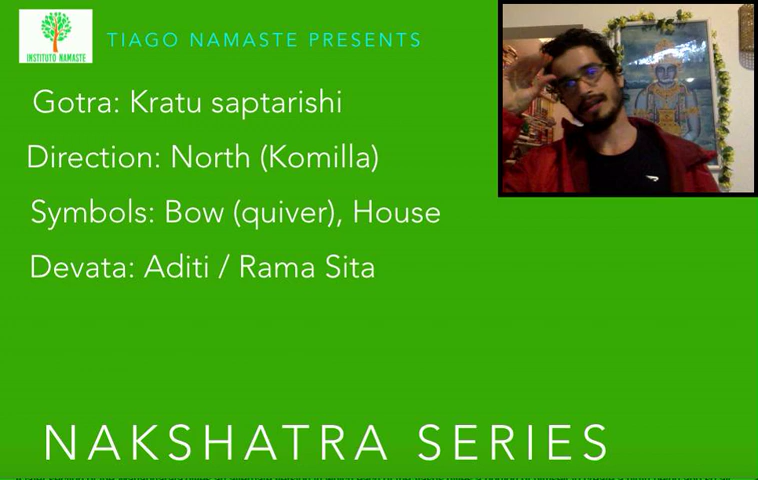 INSTITUTO NAMASTE
TIAGO NAMASTE PRESENTS
Gotra: Kratu saptarishi
Direction: North (Komilla)
Symbols: Bow (quiver), House
Devata: Aditi / Rama Sita
NAKSHATRA SERIES